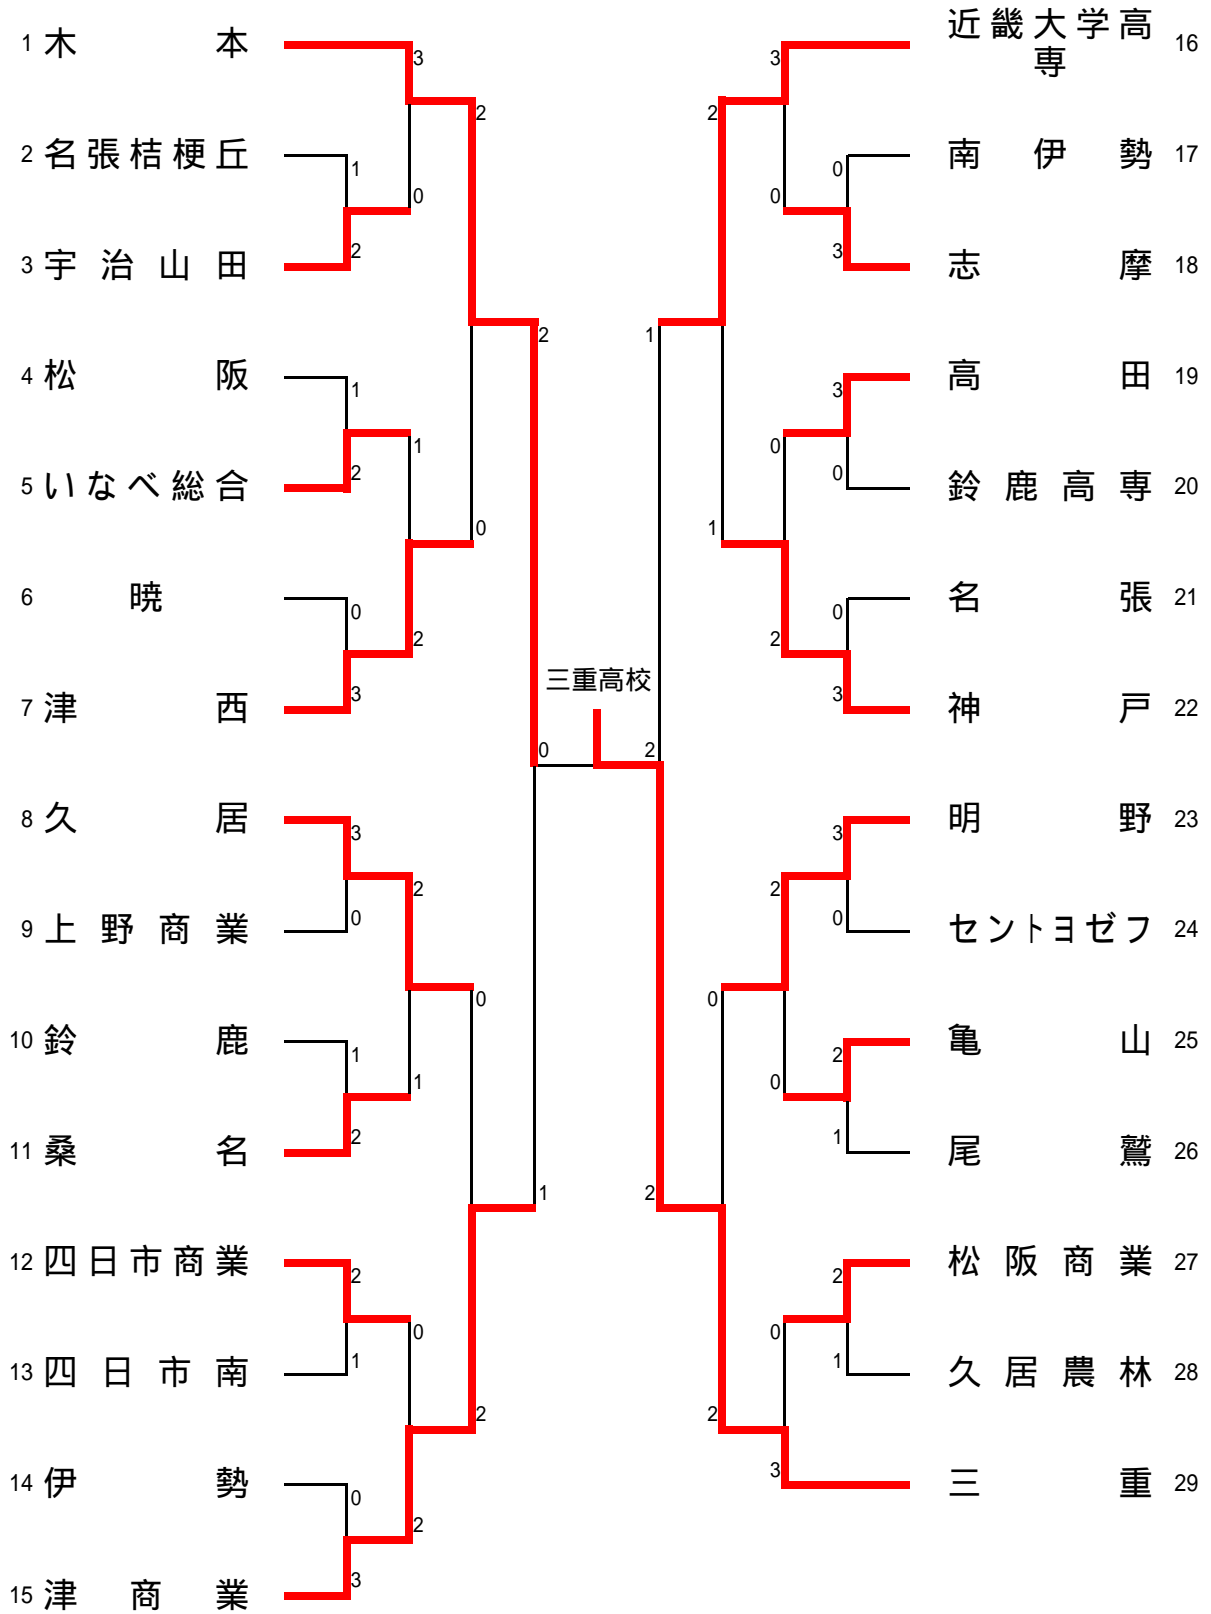 1 木本
3
2
2 名張桔梗丘
1
0
3 宇治山田
2
2
4 松阪
1
1
5 いなべ総合
2
0
6 暁
0
2
7 津西
3
0
8 久居
3
2
9 上野商業
0
0
10 鈴鹿
1
1
11 桑名
2
1
12 四日市商業
2
0
13 四日市南
1
2
14 伊勢
0
2
15 津商業
3
三重高校
近畿大学高
専 16
3
2
南伊勢 17
0
0
志摩 18
3
1
高田 19
3
0
鈴鹿高専 20
0
1
名張 21
0
2
神戸 22
3
2
明野 23
3
2
セントヨゼフ 24
0
0
亀山 25
2
0
尾鷲 26
1
2
松阪商業 27
2
0
久居農林 28
1
2
三重 29
3